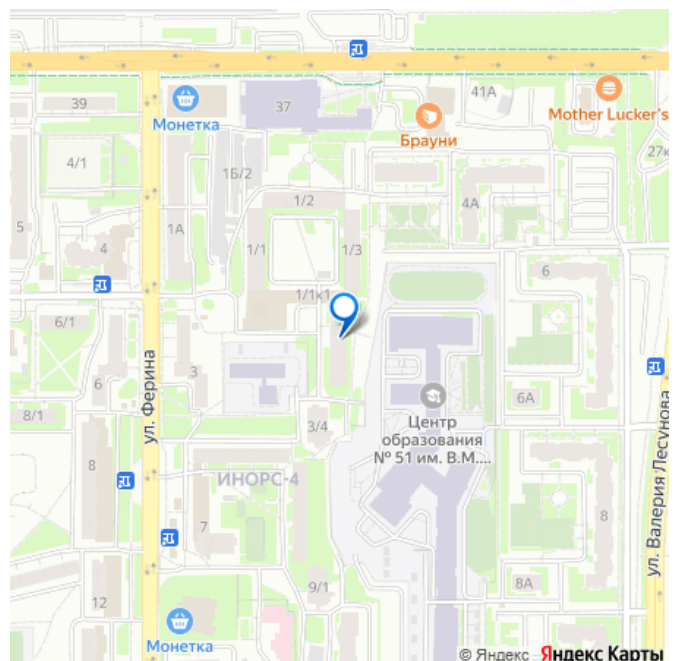 39
Монетка
37
41А
Mother Lucker's
Брауни
27к
4/1
1Б/2
1/2
4А
5
1А
4
1/1
1/3
6
1/1к1
6/1
ул. Ферина
6
3
6А
8/1
3/4
Центр
образования
№ 51 им. В.М....
ул. Валерия Лесунова
8
ИНОРС-4
7
8
9/1
8А
12
Монетка
© Яндекс Яндекс Карты